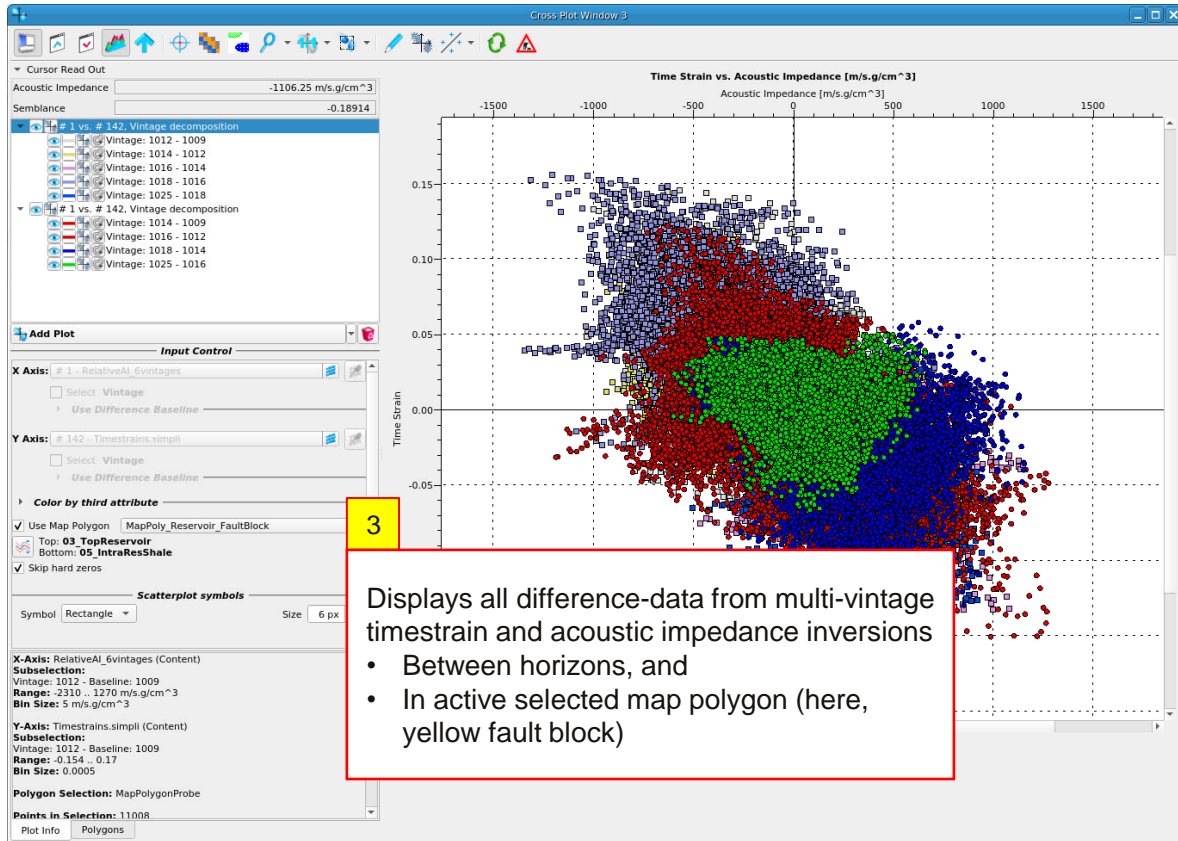 Cross Plot Window 3
Cursor Read Out
Acoustic Impedance -1106.25 m/s.g/cm^3
Semblance -0.18914
# 1 vs. # 142, Vintage decomposition
Vintage: 1012 - 1009
Vintage: 1014 - 1012
Vintage: 1016 - 1014
Vintage: 1018 - 1016
Vintage: 1025 - 1018
# 1 vs. # 142, Vintage decomposition
Vintage: 1014 - 1009
Vintage: 1016 - 1012
Vintage: 1018 - 1014
Vintage: 1025 - 1016
Add Plot
Input Control
X Axis: # 1 - RelativeAI_6vintages
Select Vintage
Use Difference Baseline
Y Axis: # 142 - Timestrains.simpli
Select Vintage
Use Difference Baseline
Color by third attribute
Use Map Polygon MapPoly_Reservoir_FaultBlock
Top: 03_TopReservoir
Bottom: 05_IntraResShale
Skip hard zeros
Scatterplot symbols
Symbol Rectangle Size 6 px
X-Axis: RelativeAI_6vintages (Content)
Subselection:
Vintage: 1012 - Baseline: 1009
Range: -2310 .. 1270 m/s.g/cm^3
Bin Size: 5 m/s.g/cm^3
Y-Axis: Timestrains.simpli (Content)
Subselection:
Vintage: 1012 - Baseline: 1009
Range: -0.154 .. 0.17
Bin Size: 0.0005
Polygon Selection: MapPolygonProbe
Points in Selection: 11008
Plot Info Polygons
Time Strain vs. Acoustic Impedance [m/s.g/cm^3]
Acoustic Impedance [m/s.g/cm^3]
-1500 -1000 -500 0 500 1000 1500
0.15
0.10
0.05
0.00
-0.05
Time Strain
3
Displays all difference-data from multi-vintage
timestrain and acoustic impedance inversions
• Between horizons, and
• In active selected map polygon (here,
yellow fault block)